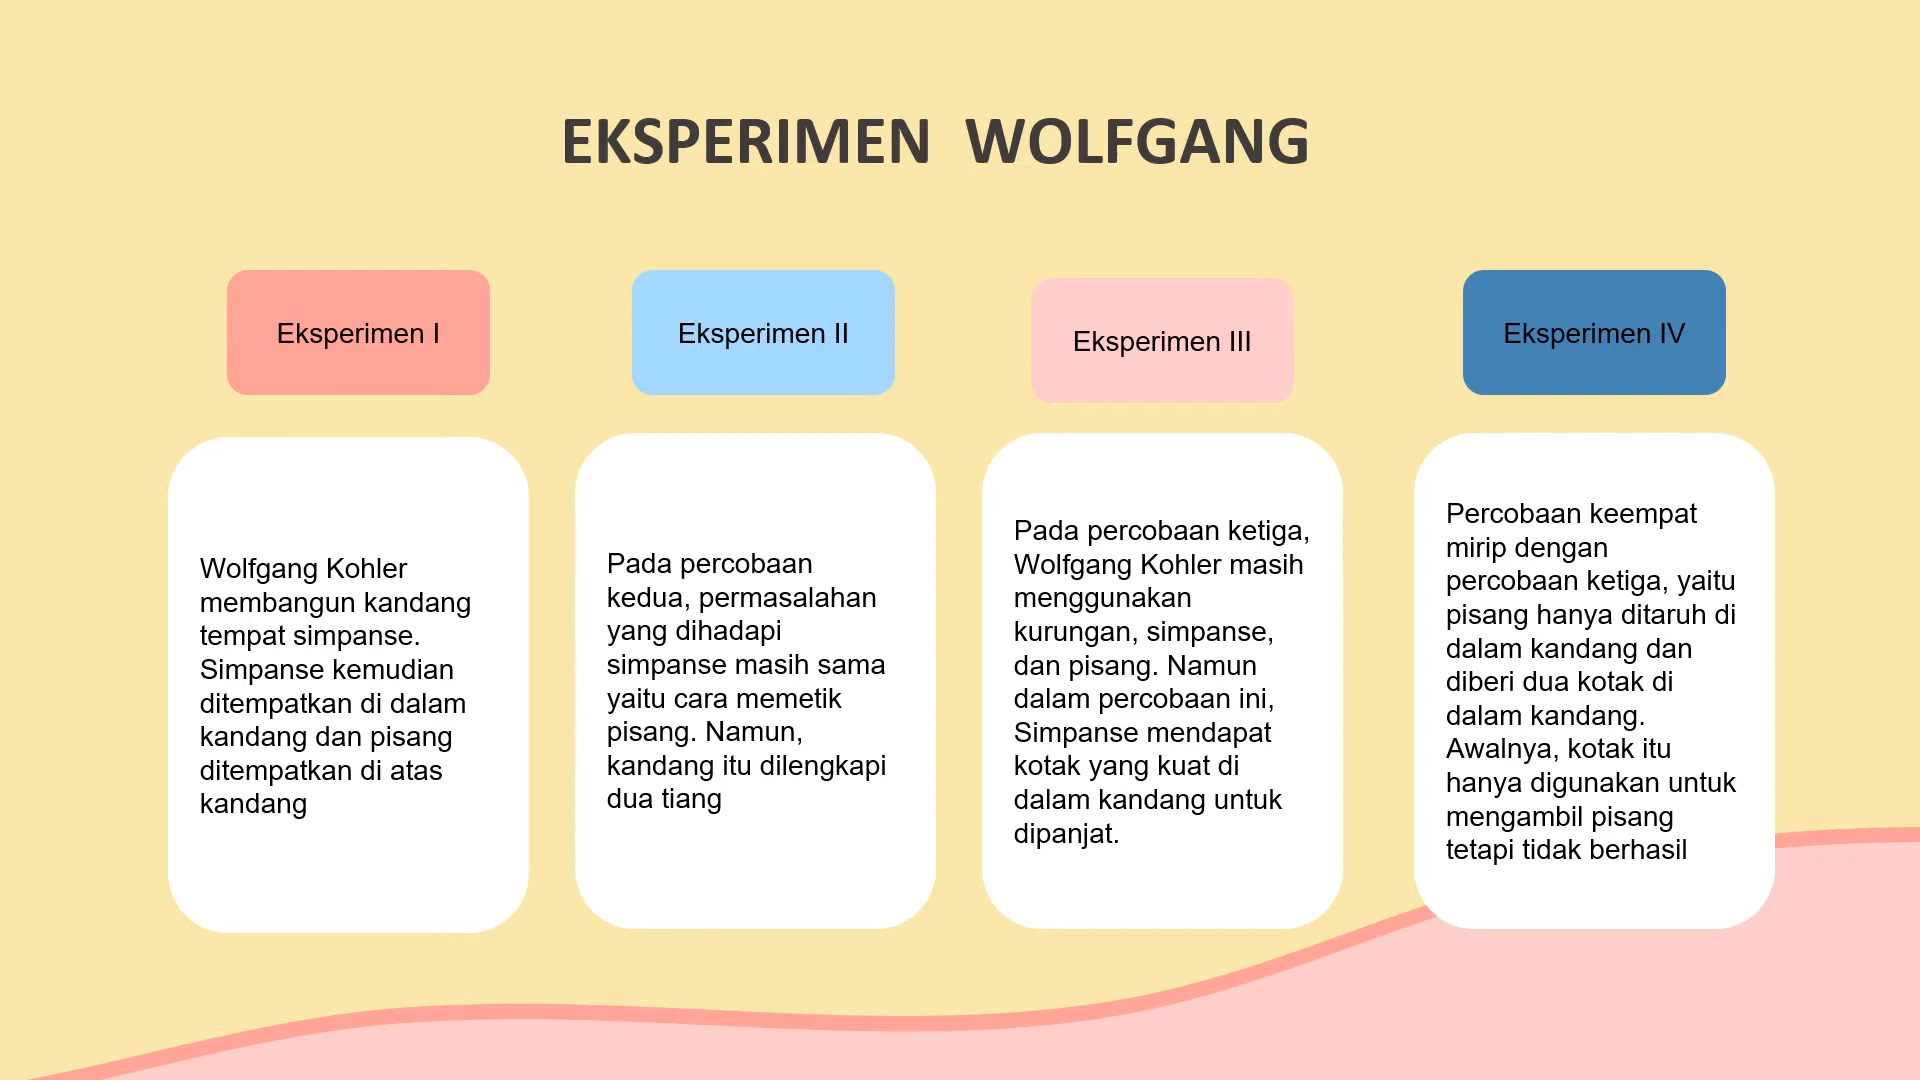 EKSPERIMEN WOLFGANG
Eksperimen I
Wolfgang Kohler
membangun kandang
tempat simpanse.
Simpanse kemudian
ditempatkan di dalam
kandang dan pisang
ditempatkan di atas
kandang
Eksperimen II
Pada percobaan
kedua, permasalahan
yang dihadapi
simpanse masih sama
yaitu cara memetik
pisang. Namun,
kandang itu dilengkapi
dua tiang
Eksperimen III
Pada percobaan ketiga,
Wolfgang Kohler masih
menggunakan
kurungan, simpanse,
dan pisang. Namun
dalam percobaan ini,
Simpanse mendapat
kotak yang kuat di
dalam kandang untuk
dipanjat.
Eksperimen IV
Percobaan keempat
mirip dengan
percobaan ketiga, yaitu
pisang hanya ditaruh di
dalam kandang dan
diberi dua kotak di
dalam kandang.
Awalnya, kotak itu
hanya digunakan untuk
mengambil pisang
tetapi tidak berhasil